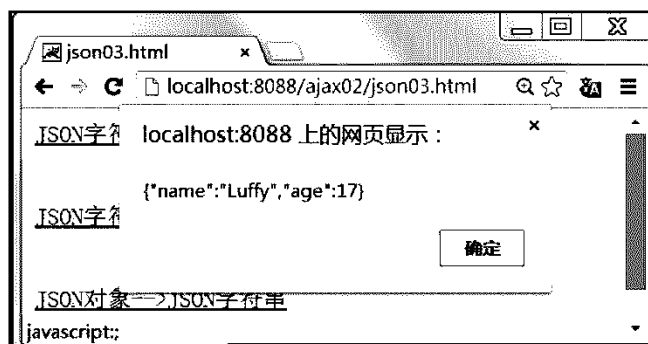 json03.html
localhost:8088/ajax02/json03.html
JSON字符
localhost:8088 上的网页显示：
{"name":"Luffy","age":17}
JSON字符
确定
JSON对象-->JSON字符串
javascript:;